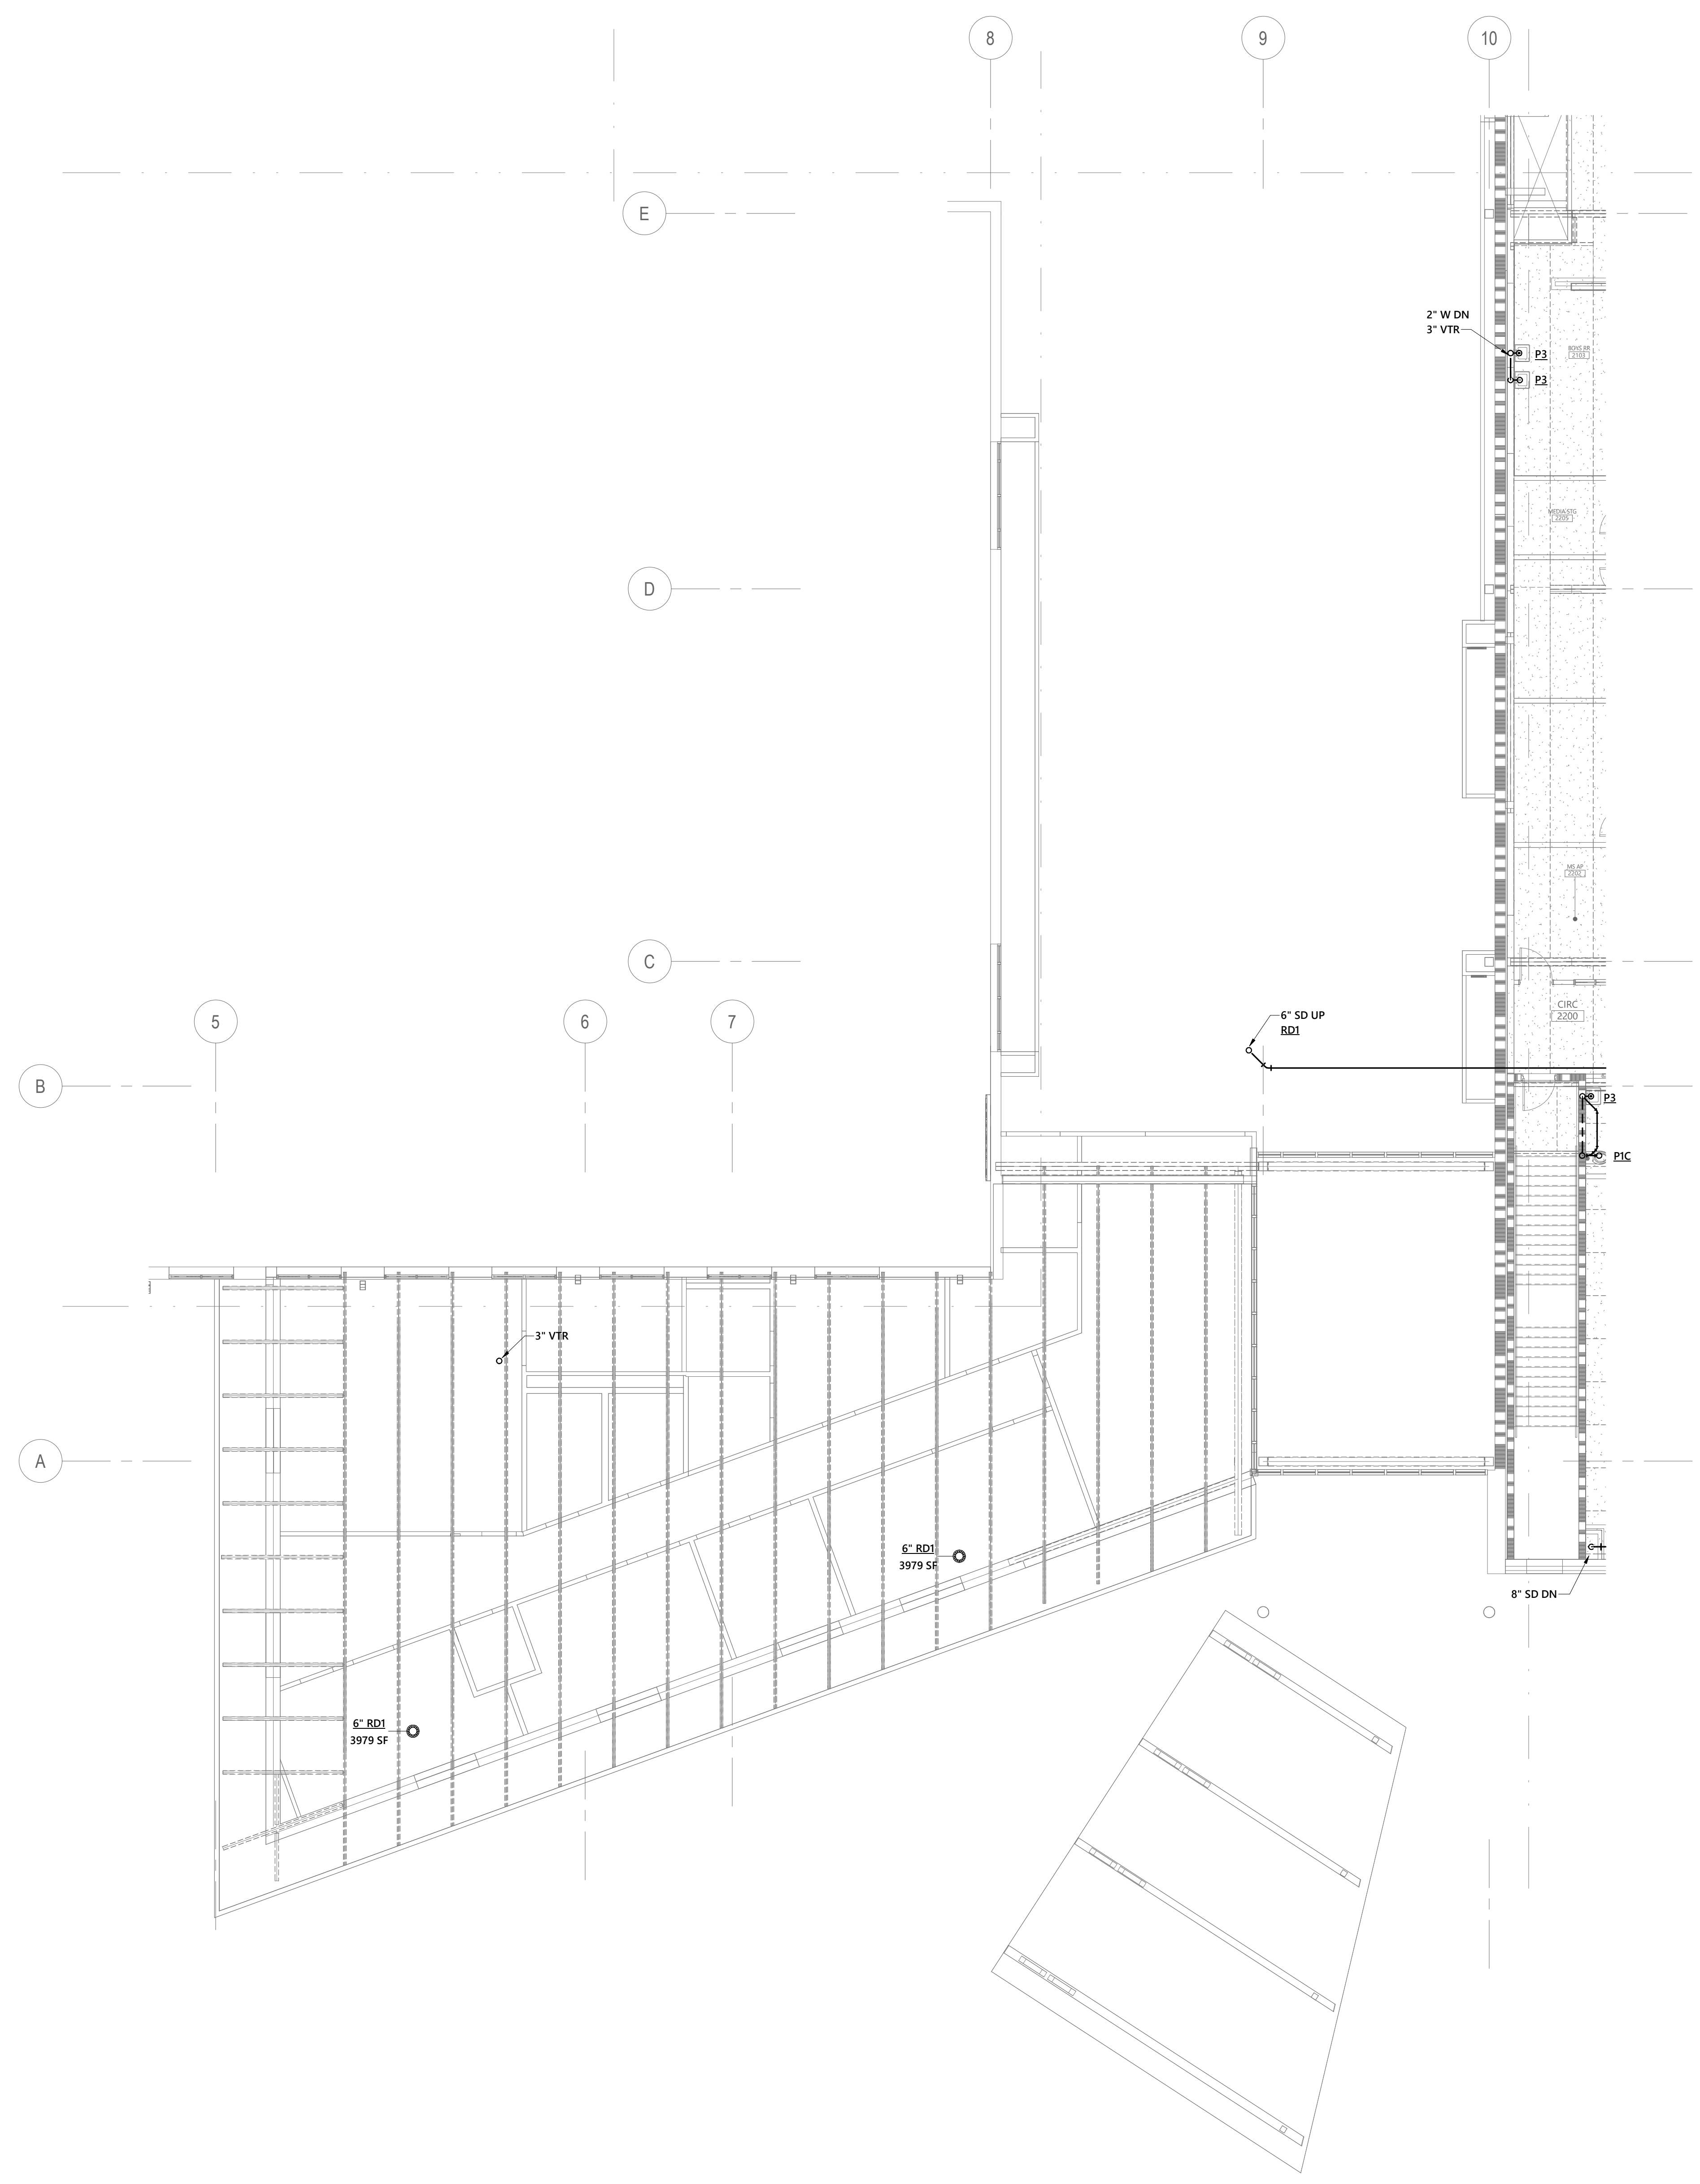 8
9
10
E
2" W DN
3" VTR
P3
P3
BOYS RR
2103
MEDIA STG
2205
D
MS AP
2202
C
CIRC
2200
5
6
7
6" SD UP
RD1
B
P3
P1C
3" VTR
A
6" RD1
3979 SF
8" SD DN
6" RD1
3979 SF